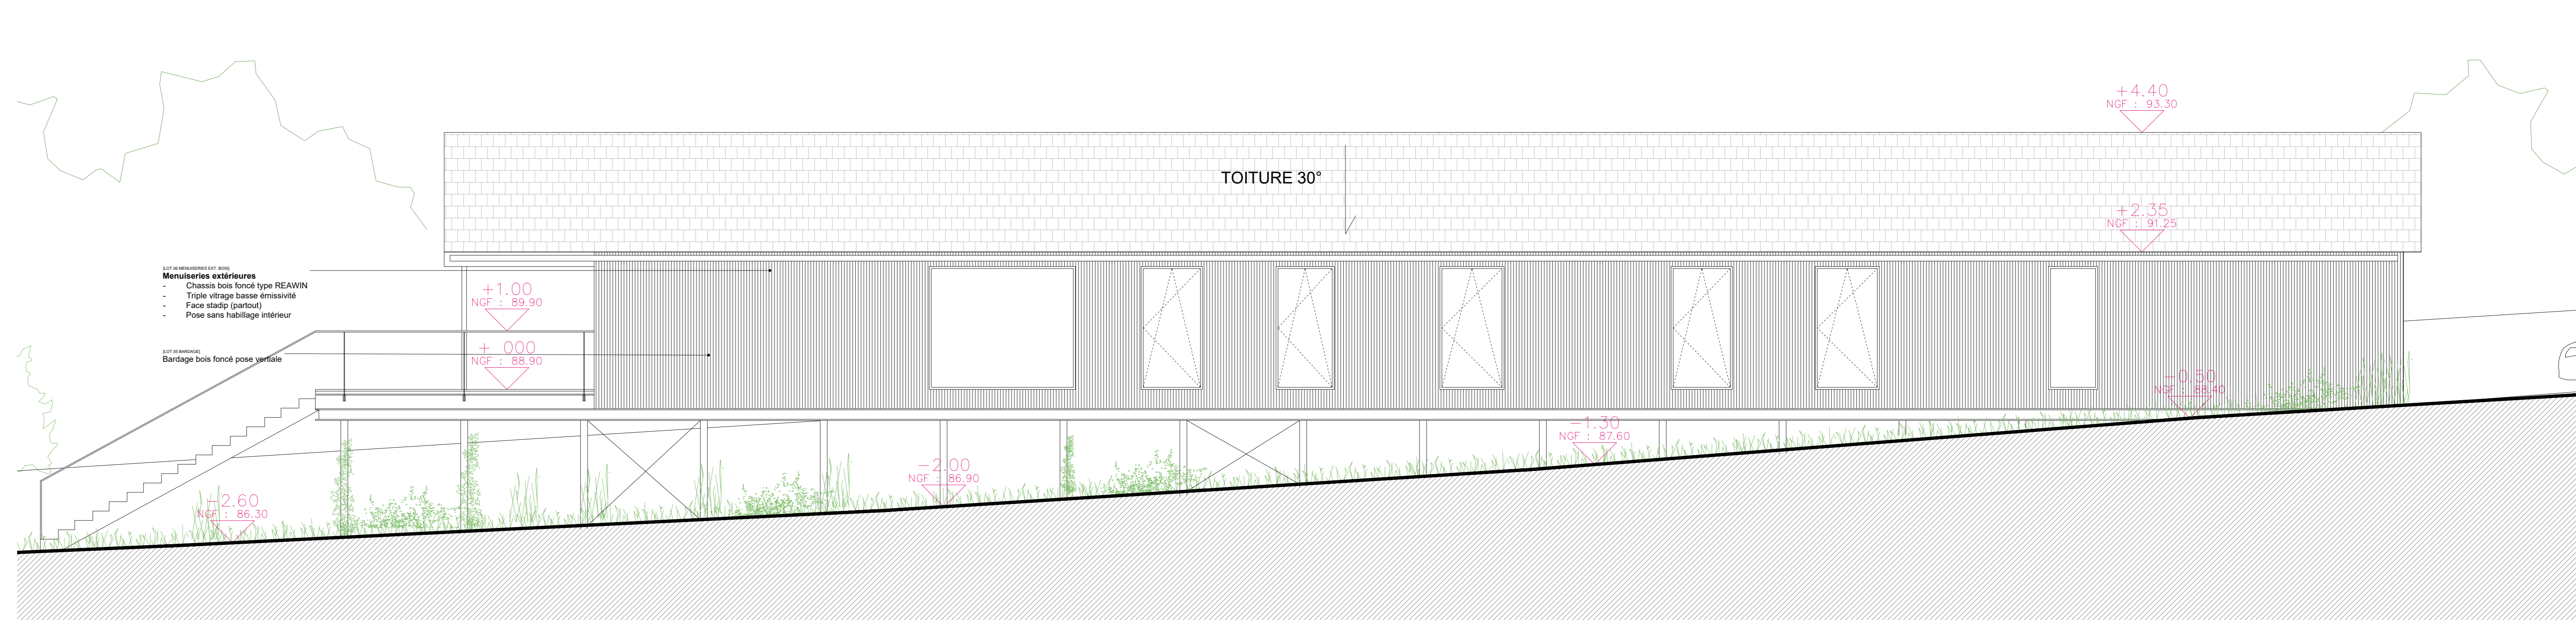 +4.40
NGF : 93.30
TOITURE 30°
+2.35
NGF : 91.25
[LOT 06 MENUISERIES EXT. BOIS]
Menuiseries extérieures
- Chassis bois foncé type REAWIN
- Triple vitrage basse émissivité
- Face stadip (partout)
- Pose sans habillage intérieur
+1.00
NGF : 89.90
[LOT 05 BARDAGE]
Bardage bois foncé pose vertiale
+ 000
NGF : 88.90
-0.50
NGF : 88.40
-1.30
NGF : 87.60
-2.00
NGF : 86.90
-2.60
NGF : 86.30